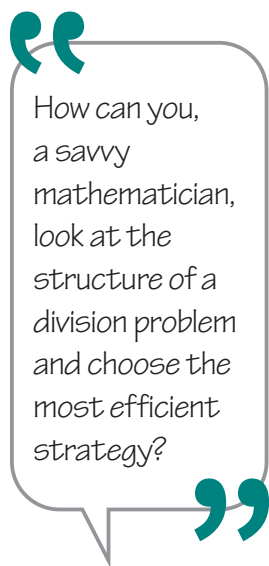 “
How can you,
a savvy
mathematician,
look at the
structure of a
division problem
and choose the
most efficient
strategy?
”